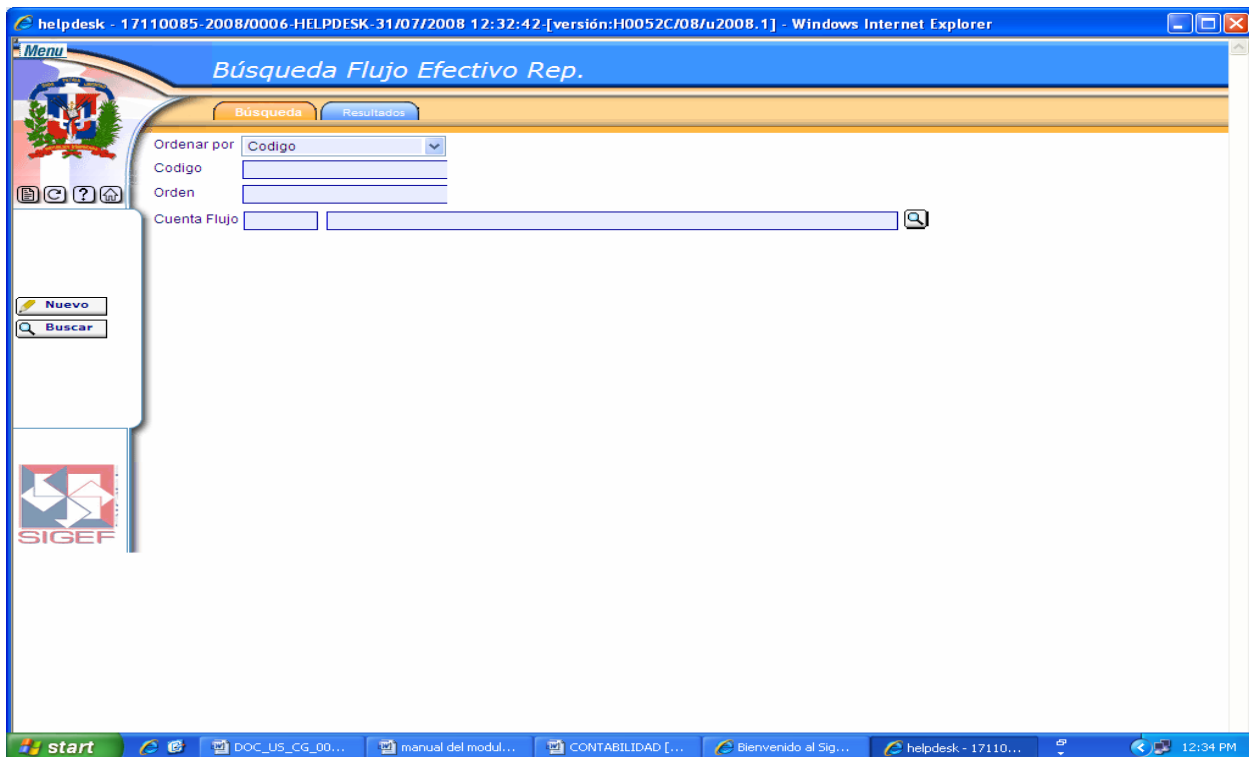 helpdesk - 17110085-2008/0006-HELPDESK-31/07/2008 12:32:42-[versión:H0052C/08/u2008.1] - Windows Internet Explorer
Menu
Búsqueda Flujo Efectivo Rep.
Búsqueda Resultados
Ordenar por Codigo
Codigo
Orden
Cuenta Flujo
Nuevo
Buscar
SIGEF
start DOC_US_CG_00... manual del modul... CONTABILIDAD [... Bienvenido al Sig... helpdesk - 17110... 12:34 PM